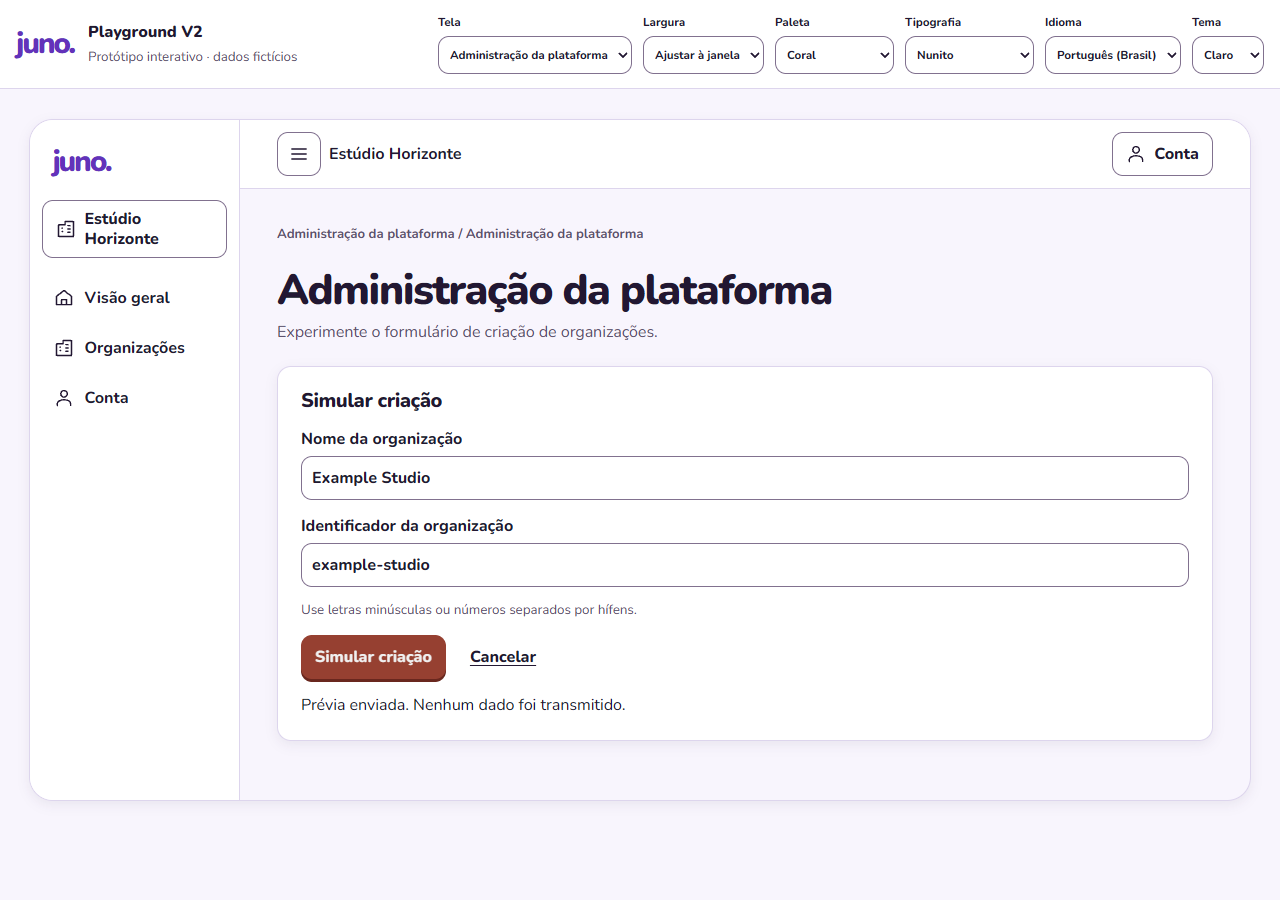 juno.
Playground V2
Protótipo interativo · dados fictícios
Tela
Administração da plataforma
Largura
Ajustar à janela
Paleta
Coral
Tipografia
Nunito
Idioma
Português (Brasil)
Tema
Claro
juno.
Estúdio
Horizonte
Visão geral
Organizações
Conta
Estúdio Horizonte
Conta
Administração da plataforma / Administração da plataforma
Administração da plataforma
Experimente o formulário de criação de organizações.
Simular criação
Nome da organização
Example Studio
Identificador da organização
example-studio
Use letras minúsculas ou números separados por hífens.
Simular criação
Cancelar
Prévia enviada. Nenhum dado foi transmitido.